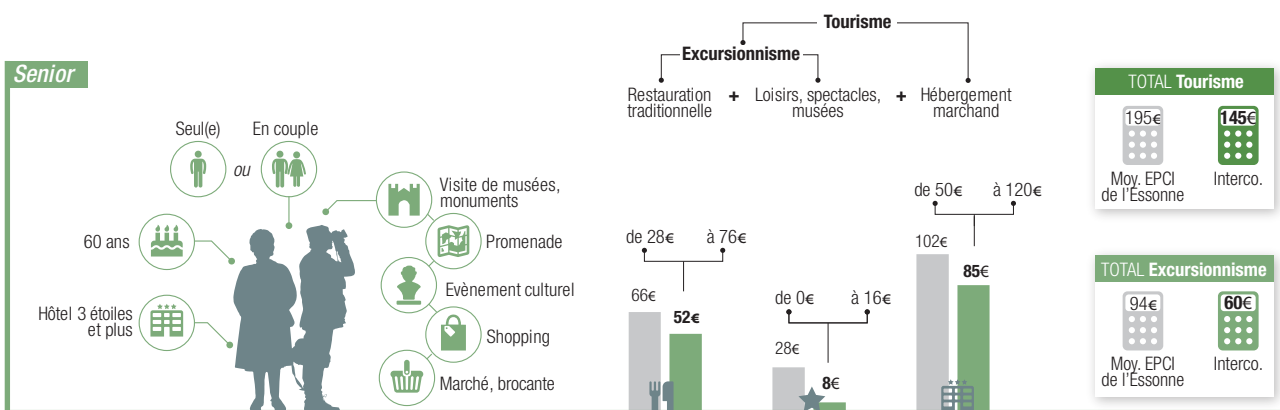 Senior
Seul(e)
ou
En couple
60 ans
Hôtel 3 étoiles
et plus
Visite de musées,
monuments
Promenade
Evènement culturel
Shopping
Marché, brocante
Tourisme
Excursionnisme
Restauration
traditionnelle
+
Loisirs, spectacles,
musées
+
Hébergement
marchand
de 28€ à 76€
66€
52€
de 0€ à 16€
28€
8€
de 50€ à 120€
102€
85€
TOTAL Tourisme
195€
145€
Moy. EPCI
de l'Essonne
Interco.
TOTAL Excursionnisme
94€
60€
Moy. EPCI
de l'Essonne
Interco.